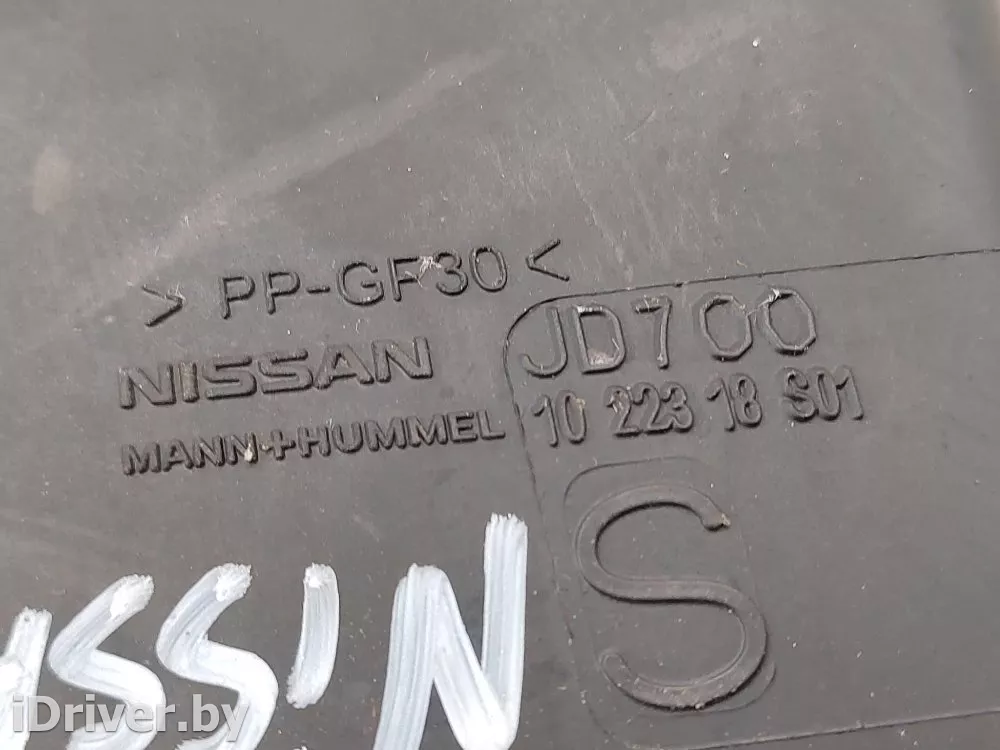 >PP-GF30<
NISSAN
MANN+HUMMEL
JD700
10 223 18 S01
S
iDriver.by